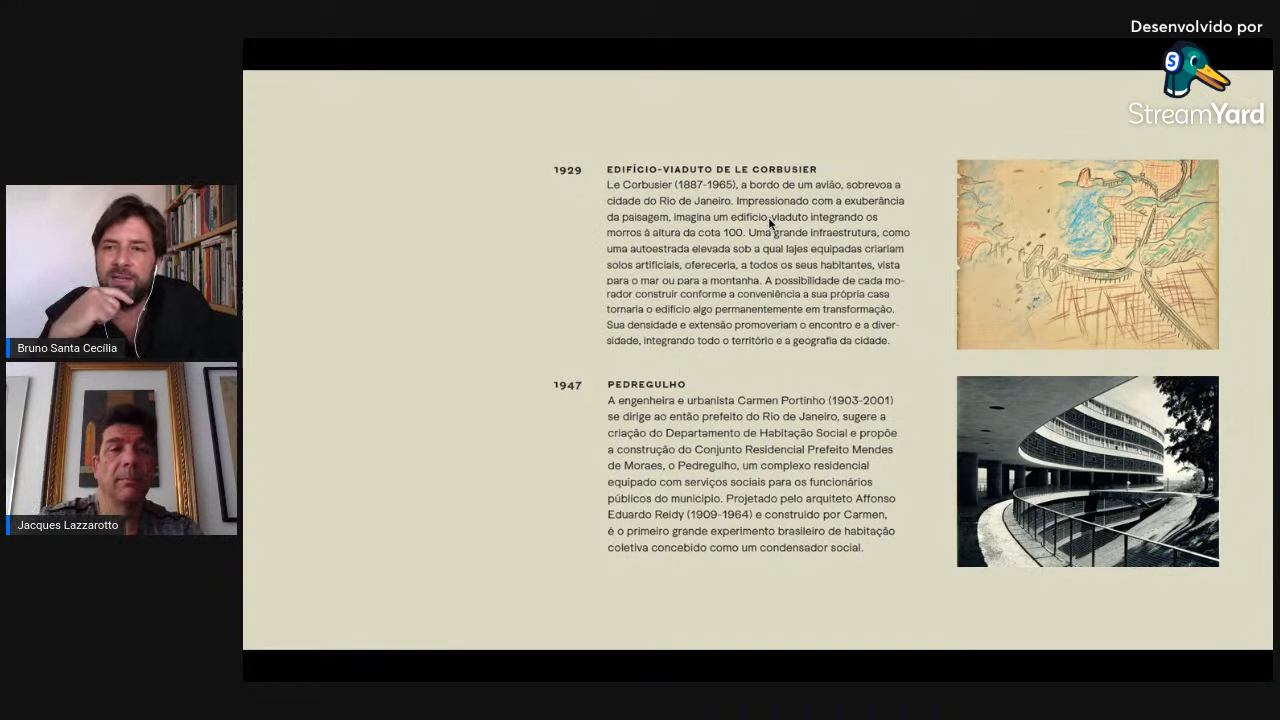 Desenvolvido por
S
StreamYard
1929 EDIFÍCIO-VIADUTO DE LE CORBUSIER
Le Corbusier (1887-1965), a bordo de um avião, sobrevoa a
cidade do Rio de Janeiro. Impressionado com a exuberância
da paisagem, imagina um edifício-viaduto integrando os
morros à altura da cota 100. Uma grande infraestrutura, como
uma autoestrada elevada sob a qual lajes equipadas criariam
solos artificiais, ofereceria, a todos os seus habitantes, vista
para o mar ou para a montanha. A possibilidade de cada mo-
rador construir conforme a conveniência a sua própria casa
tornaria o edifício algo permanentemente em transformação.
Sua densidade e extensão promoveriam o encontro e a diver-
sidade, integrando todo o território e a geografia da cidade.
1947 PEDREGULHO
A engenheira e urbanista Carmen Portinho (1903-2001)
se dirige ao então prefeito do Rio de Janeiro, sugere a
criação do Departamento de Habitação Social e propõe
a construção do Conjunto Residencial Prefeito Mendes
de Moraes, o Pedregulho, um complexo residencial
equipado com serviços sociais para os funcionários
públicos do município. Projetado pelo arquiteto Affonso
Eduardo Reidy (1909-1964) e construído por Carmen,
é o primeiro grande experimento brasileiro de habitação
coletiva concebido como um condensador social.
Bruno Santa Cecília
Jacques Lazzarotto